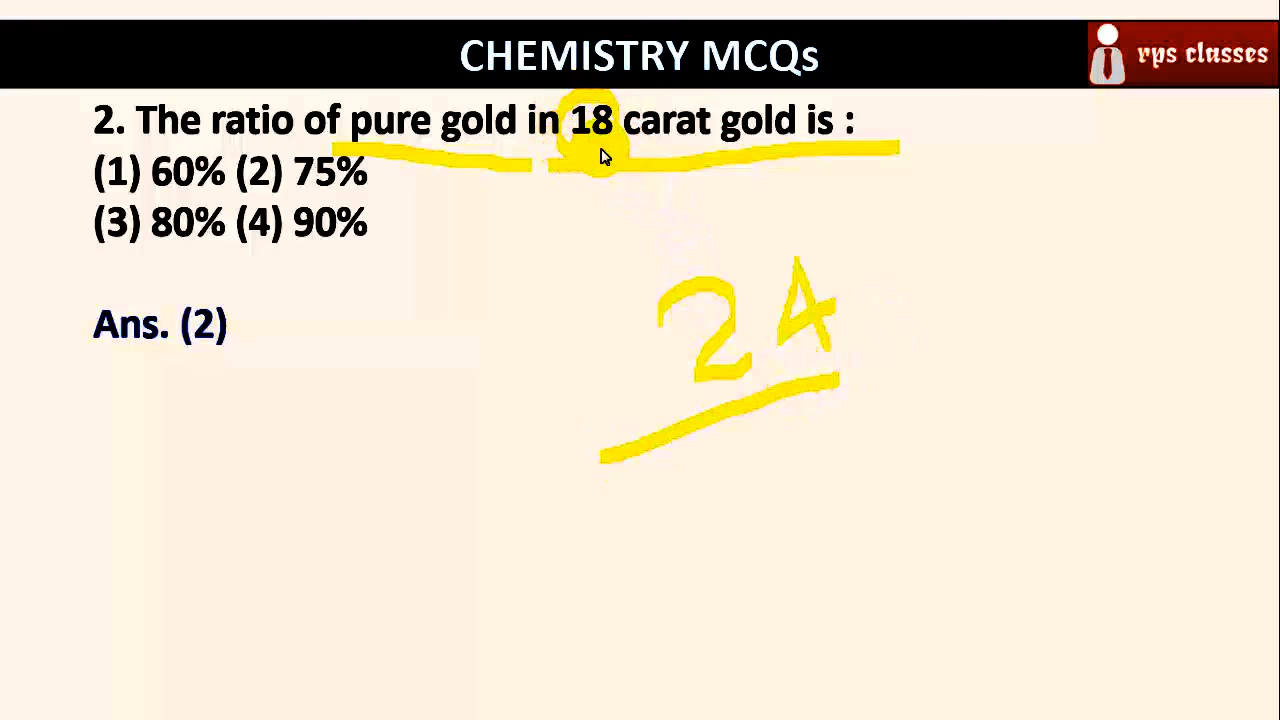 CHEMISTRY MCQs
rps classes
2. The ratio of pure gold in 18 carat gold is :
(1) 60% (2) 75%
(3) 80% (4) 90%
24
Ans. (2)